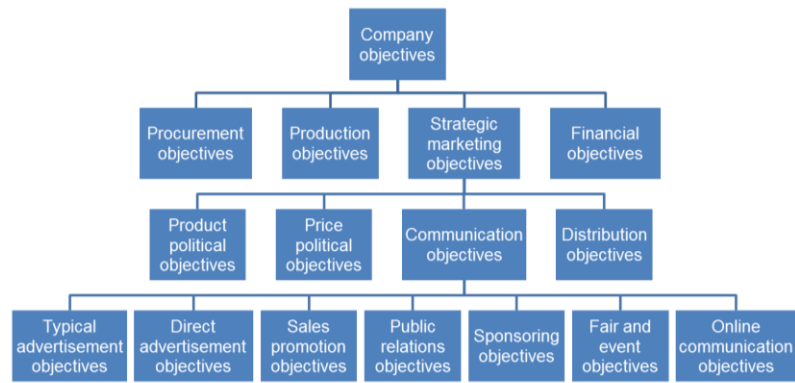 Company
objectives
Procurement
objectives
Production
objectives
Strategic
marketing
objectives
Financial
objectives
Product
political
objectives
Price
political
objectives
Communication
objectives
Distribution
objectives
Typical
advertisement
objectives
Direct
advertisement
objectives
Sales
promotion
objectives
Public
relations
objectives
Sponsoring
objectives
Fair and
event
objectives
Online
communication
objectives